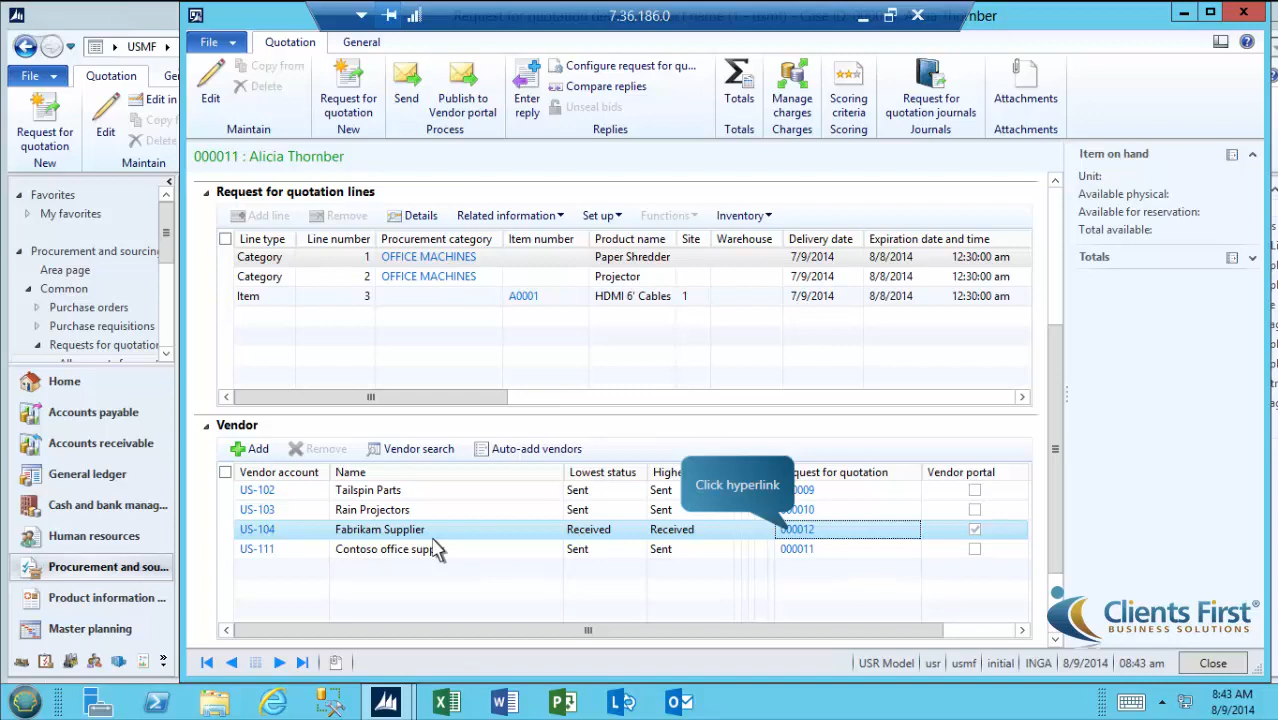 7.36.186.0
USMF
File
Quotation
Request for
quotation
New
Edit
Edit in
Maintain
File
Quotation
General
Edit
Copy from
Delete
Maintain
Request for
quotation
New
Send
Publish to
Vendor portal
Process
Enter
reply
Configure request for qu...
Compare replies
Unseal bids
Replies
Totals
Totals
Manage
charges
Charges
Scoring
criteria
Scoring
Request for
quotation journals
Journals
Attachments
Attachments
000011 : Alicia Thornber
Favorites
My favorites
Procurement and sourcing
Area page
Common
Purchase orders
Purchase requisitions
Requests for quotation
Home
Accounts payable
Accounts receivable
General ledger
Cash and bank manag...
Human resources
Procurement and sou...
Product information ...
Master planning
Request for quotation lines
Add line Remove Details Related information Set up Functions Inventory
Line type Line number Procurement category Item number Product name Site Warehouse Delivery date Expiration date and time
Category 1 OFFICE MACHINES Paper Shredder 7/9/2014 8/8/2014 12:30:00 am
Category 2 OFFICE MACHINES Projector 7/9/2014 8/8/2014 12:30:00 am
Item 3 A0001 HDMI 6' Cables 1 7/9/2014 8/8/2014 12:30:00 am
Vendor
Add Remove Vendor search Auto-add vendors
Vendor account Name Lowest status quotation Vendor portal
US-102 Tailspin Parts Sent Sent
US-103 Rain Projectors Sent Sent
US-104 Fabrikam Supplier Received Received 000012
US-111 Contoso office Sent Sent 000011
Click hyperlink
Item on hand
Unit:
Available physical:
Available for reservation:
Total available:
Totals
Clients First®
BUSINESS SOLUTIONS
USR Model usr usmf initial INGA 8/9/2014 08:43 am Close
8:43 AM
8/9/2014